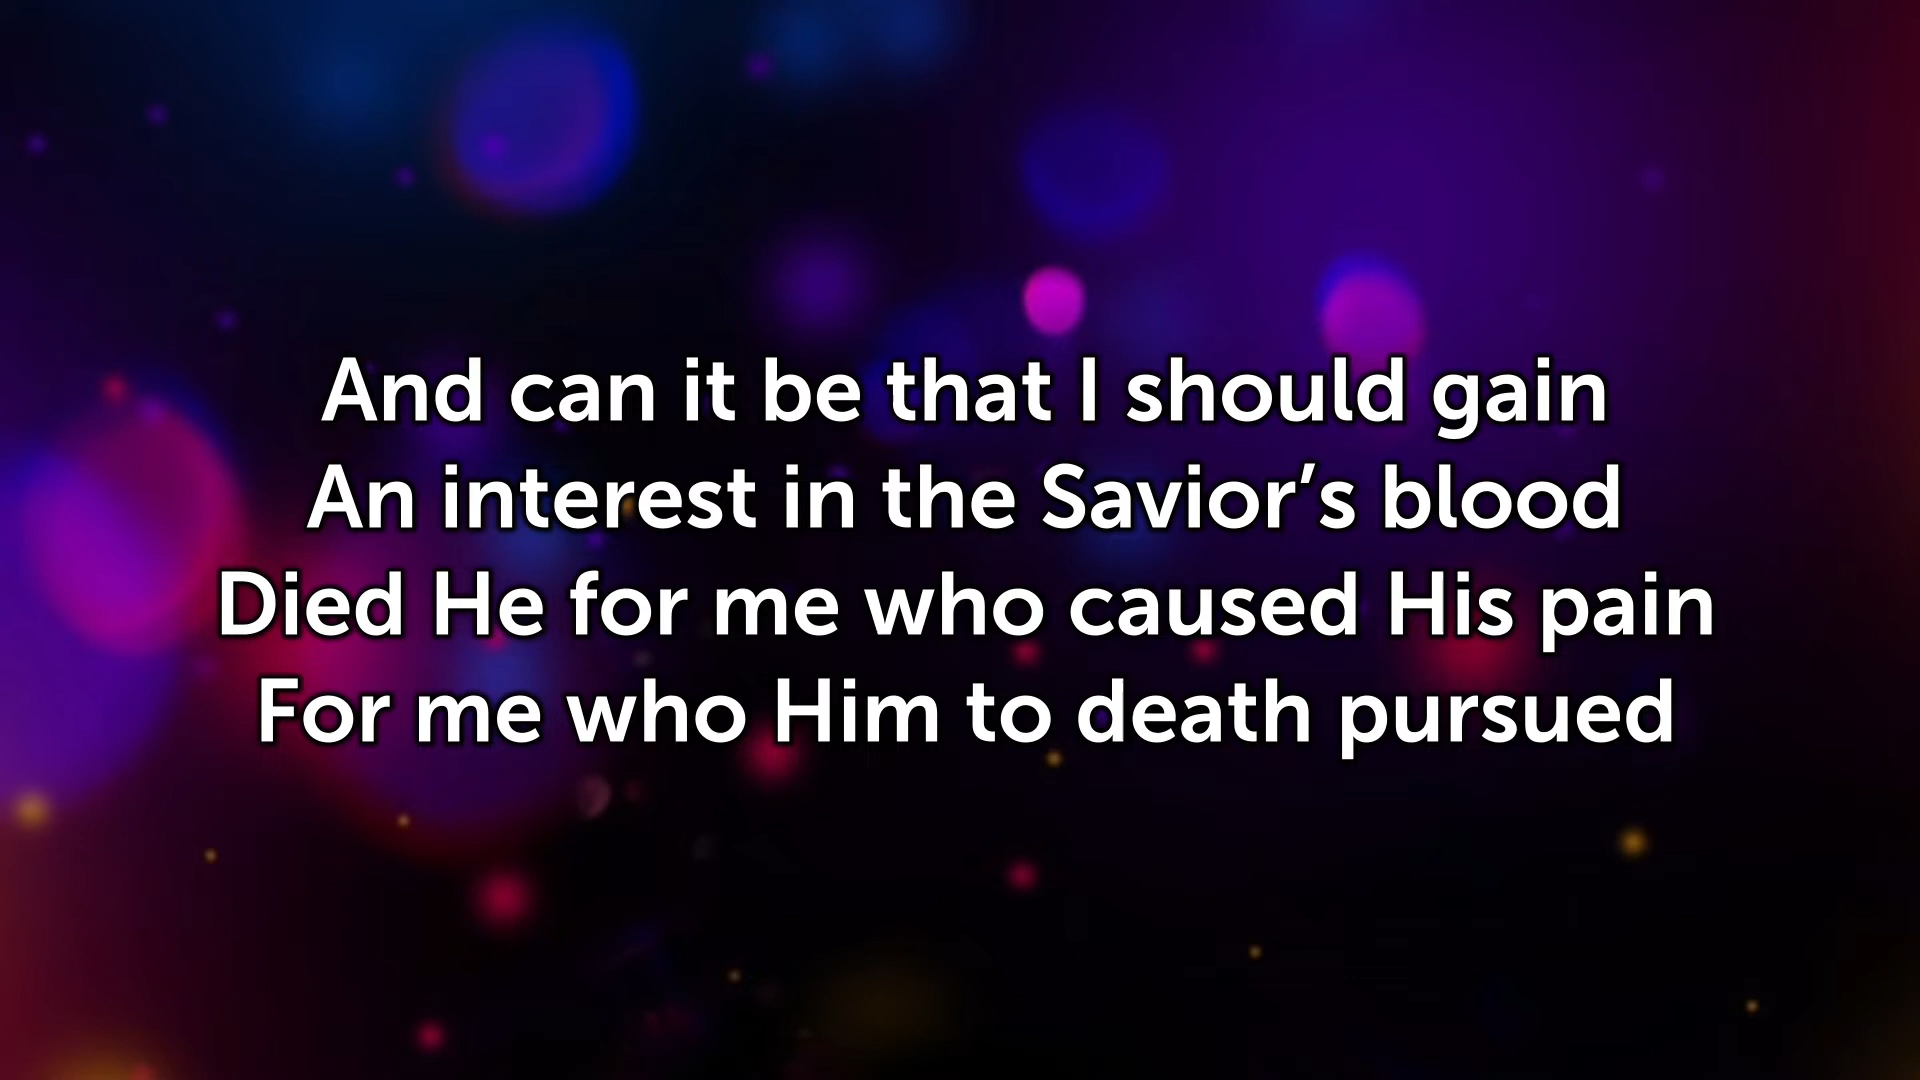 And can it be that I should gain
An interest in the Savior’s blood
Died He for me who caused His pain
For me who Him to death pursued